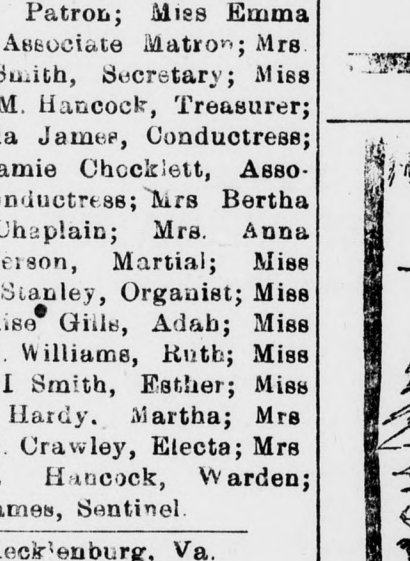 Patron; Miss Emma
Associate Matron; Mrs.
Smith, Secretary; Miss
M. Hancock, Treasurer;
a James, Conductress;
amie Chocklett, Asso-
nductress; Mrs Bertha
Chaplain; Mrs. Anna
erson, Martial; Miss
Stanley, Organist; Miss
ise Gills, Adah; Miss
. Williams, Ruth; Miss
I Smith, Esther; Miss
Hardy. Martha; Mrs
. Crawley, Electa; Mrs
. Hancock, Warden;
ames, Sentinel.
lecklenburg, Va.